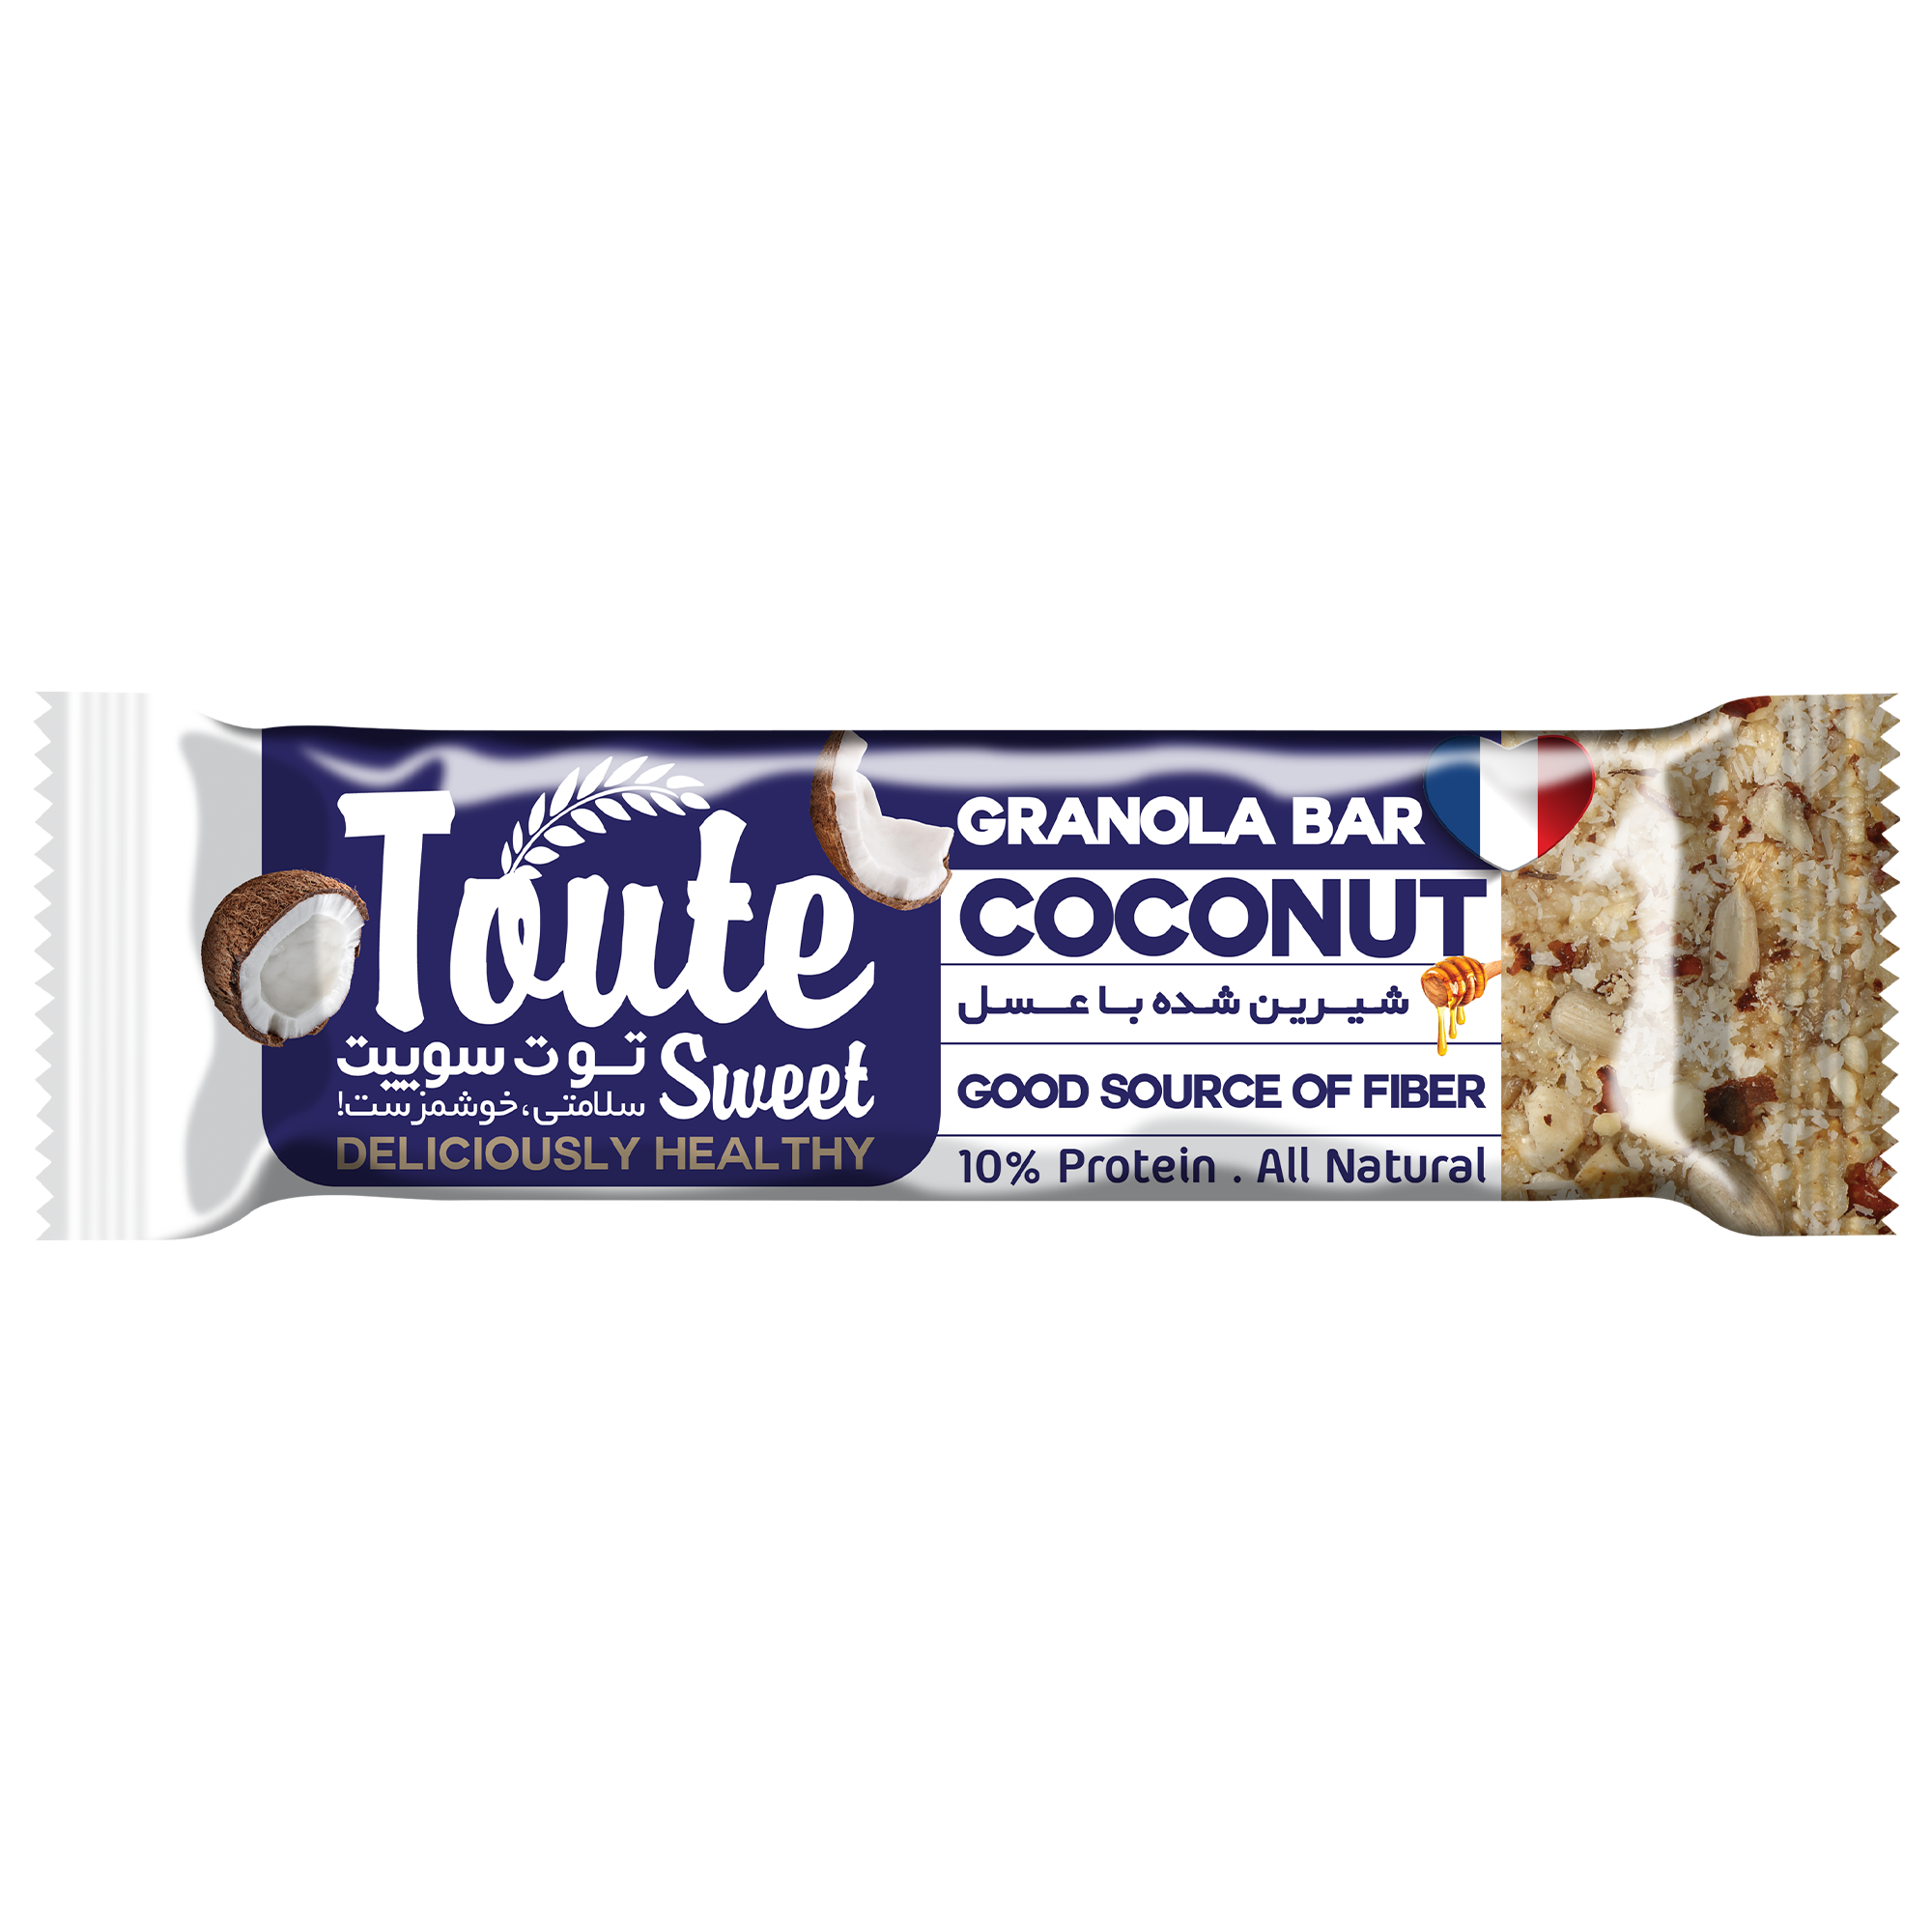 Toute
Sweet
توت سوییت
سلامتی، خوشمزست!
DELICIOUSLY HEALTHY
GRANOLA BAR
COCONUT
شیرین شده با عسل
GOOD SOURCE OF FIBER
10% Protein . All Natural